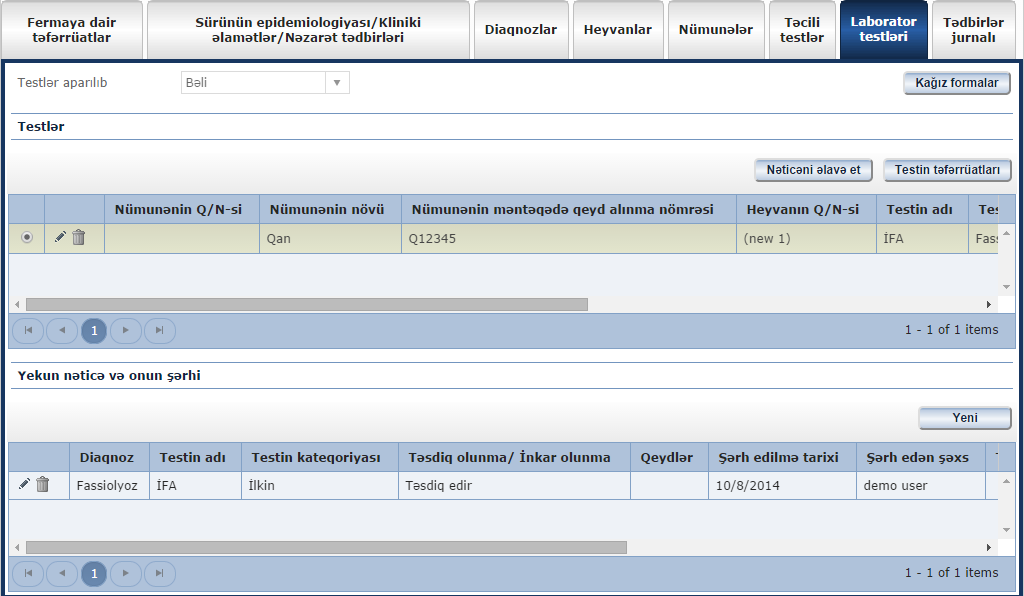 Fermaya dair
təfərrüatlar
Sürünün epidemiologiyası/Kliniki
əlamətlər/Nəzarət tədbirləri
Diaqnozlar
Heyvanlar
Nümunələr
Təcili
testlər
Laborator
testləri
Tədbirlər
jurnalı
Testlər aparılıb
Bəli
Kağız formalar
Testlər
Nəticəni əlavə et
Testin təfərrüatları
Nümunənin Q/N-si
Nümunənin növü
Nümunənin məntəqədə qeyd alınma nömrəsi
Heyvanın Q/N-si
Testin adı
Tes
Qan
Q12345
(new 1)
İFA
Fass
1
1 - 1 of 1 items
Yekun nəticə və onun şərhi
Yeni
Diaqnoz
Testin adı
Testin kateqoriyası
Təsdiq olunma/ İnkar olunma
Qeydlər
Şərh edilmə tarixi
Şərh edən şəxs
Fassiolyoz
İFA
İlkin
Təsdiq edir
10/8/2014
demo user
1
1 - 1 of 1 items